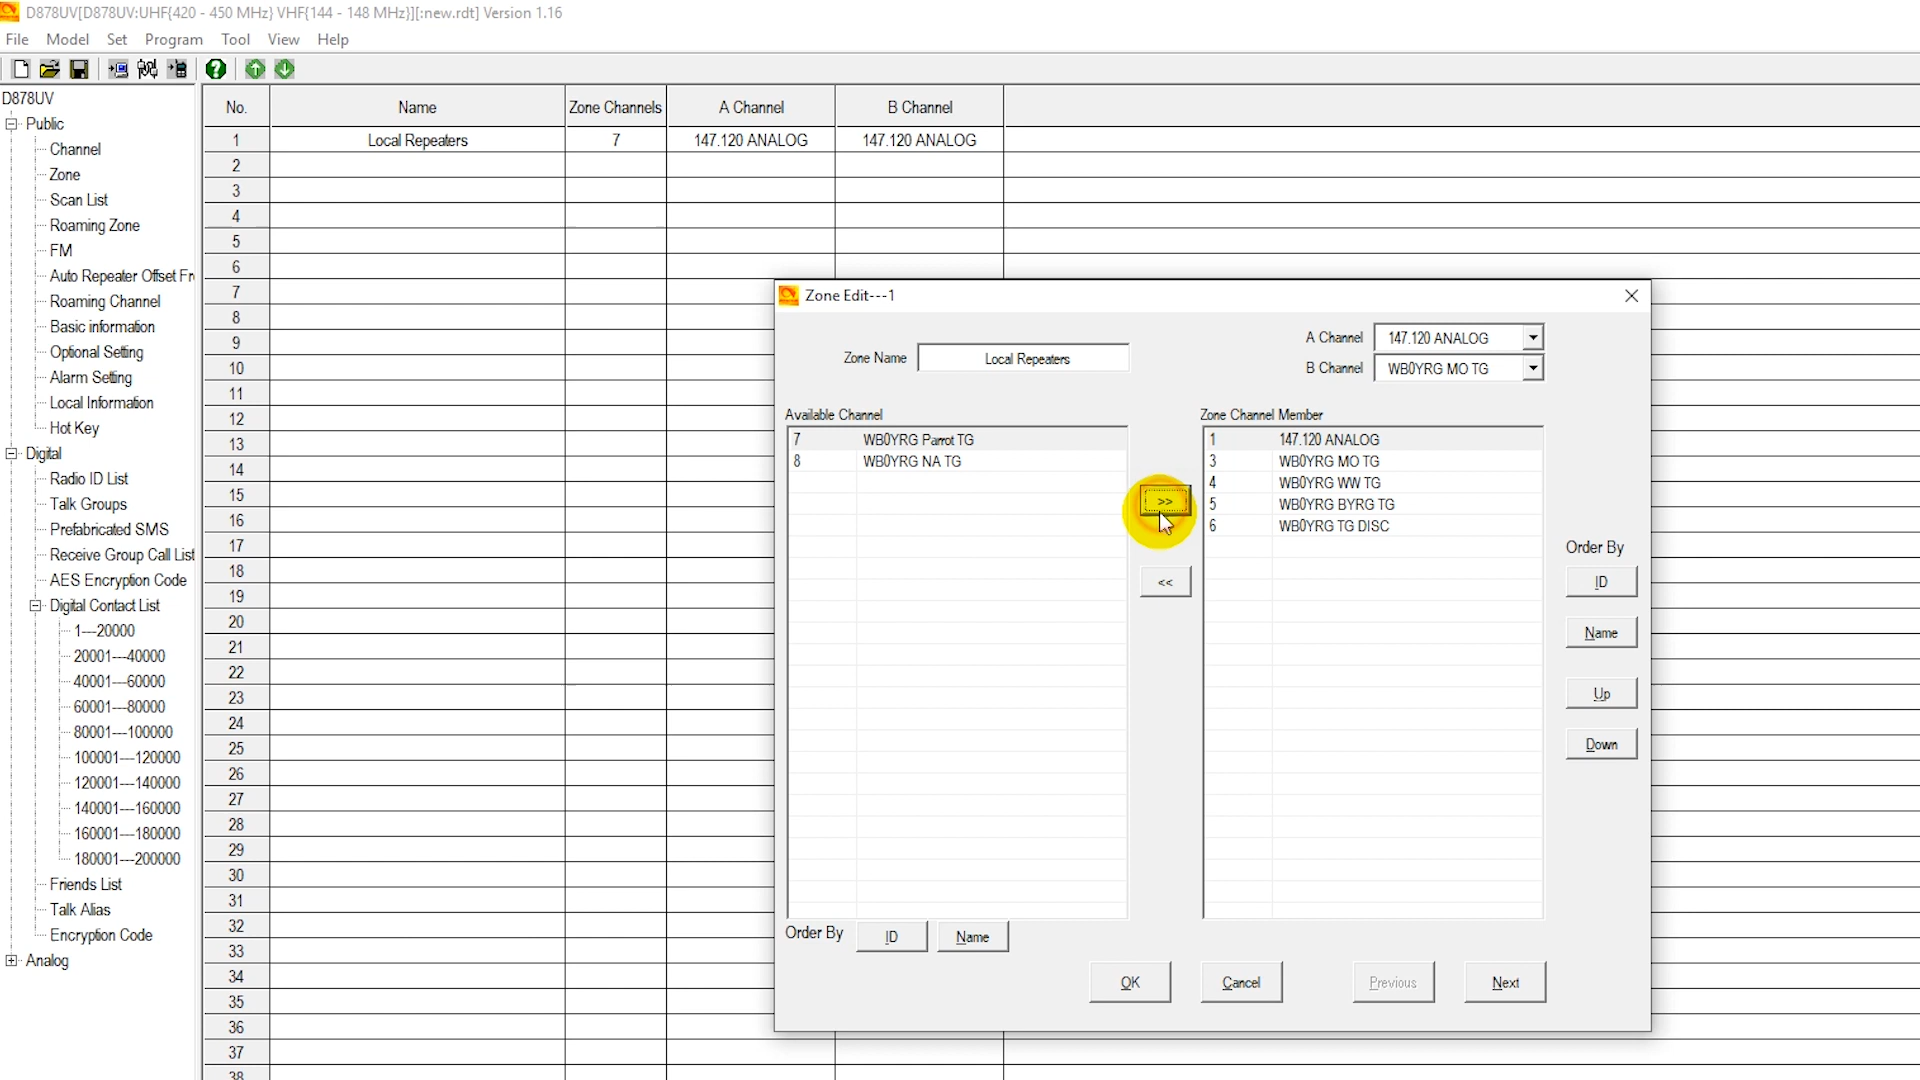 D878UV[D878UV:UHF{420 - 450 MHz} VHF{144 - 148 MHz}][:new.rdt] Version 1.16
File Model Set Program Tool View Help
D878UV
Public
Channel
Zone
Scan List
Roaming Zone
FM
Auto Repeater Offset Fr
Roaming Channel
Basic information
Optional Setting
Alarm Setting
Local Information
Hot Key
Digital
Radio ID List
Talk Groups
Prefabricated SMS
Receive Group Call List
AES Encryption Code
Digital Contact List
1---20000
20001---40000
40001---60000
60001---80000
80001---100000
100001---120000
120001---140000
140001---160000
160001---180000
180001---200000
Friends List
Talk Alias
Encryption Code
Analog
No. Name Zone Channels A Channel B Channel
1 Local Repeaters 7 147.120 ANALOG 147.120 ANALOG
2
3
4
5
6
7
8
9
10
11
12
13
14
15
16
17
18
19
20
21
22
23
24
25
26
27
28
29
30
31
32
33
34
35
36
37
38
Zone Edit---1
Zone Name Local Repeaters
A Channel 147.120 ANALOG
B Channel WB0YRG MO TG
Available Channel
7 WB0YRG Parrot TG
8 WB0YRG NA TG
>>
<<
Zone Channel Member
1 147.120 ANALOG
3 WB0YRG MO TG
4 WB0YRG WW TG
5 WB0YRG BYRG TG
6 WB0YRG TG DISC
Order By
ID
Name
Up
Down
Order By ID Name
OK Cancel Previous Next